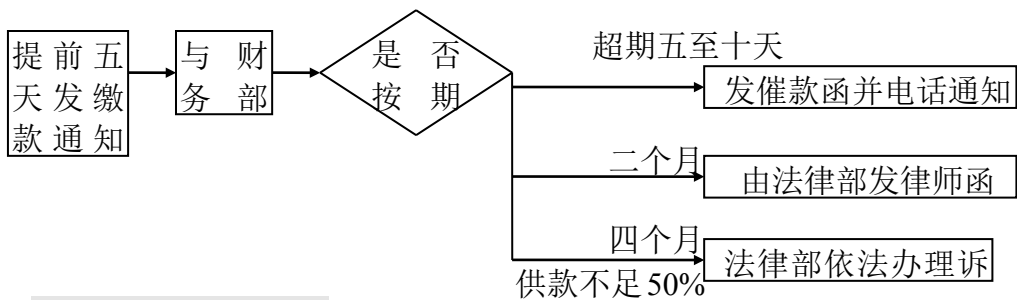 提前五
天发缴
款通知
与财
务部
是否
按期
超期五至十天
发催款函并电话通知
二个月
由法律部发律师函
四个月
供款不足50%
法律部依法办理诉